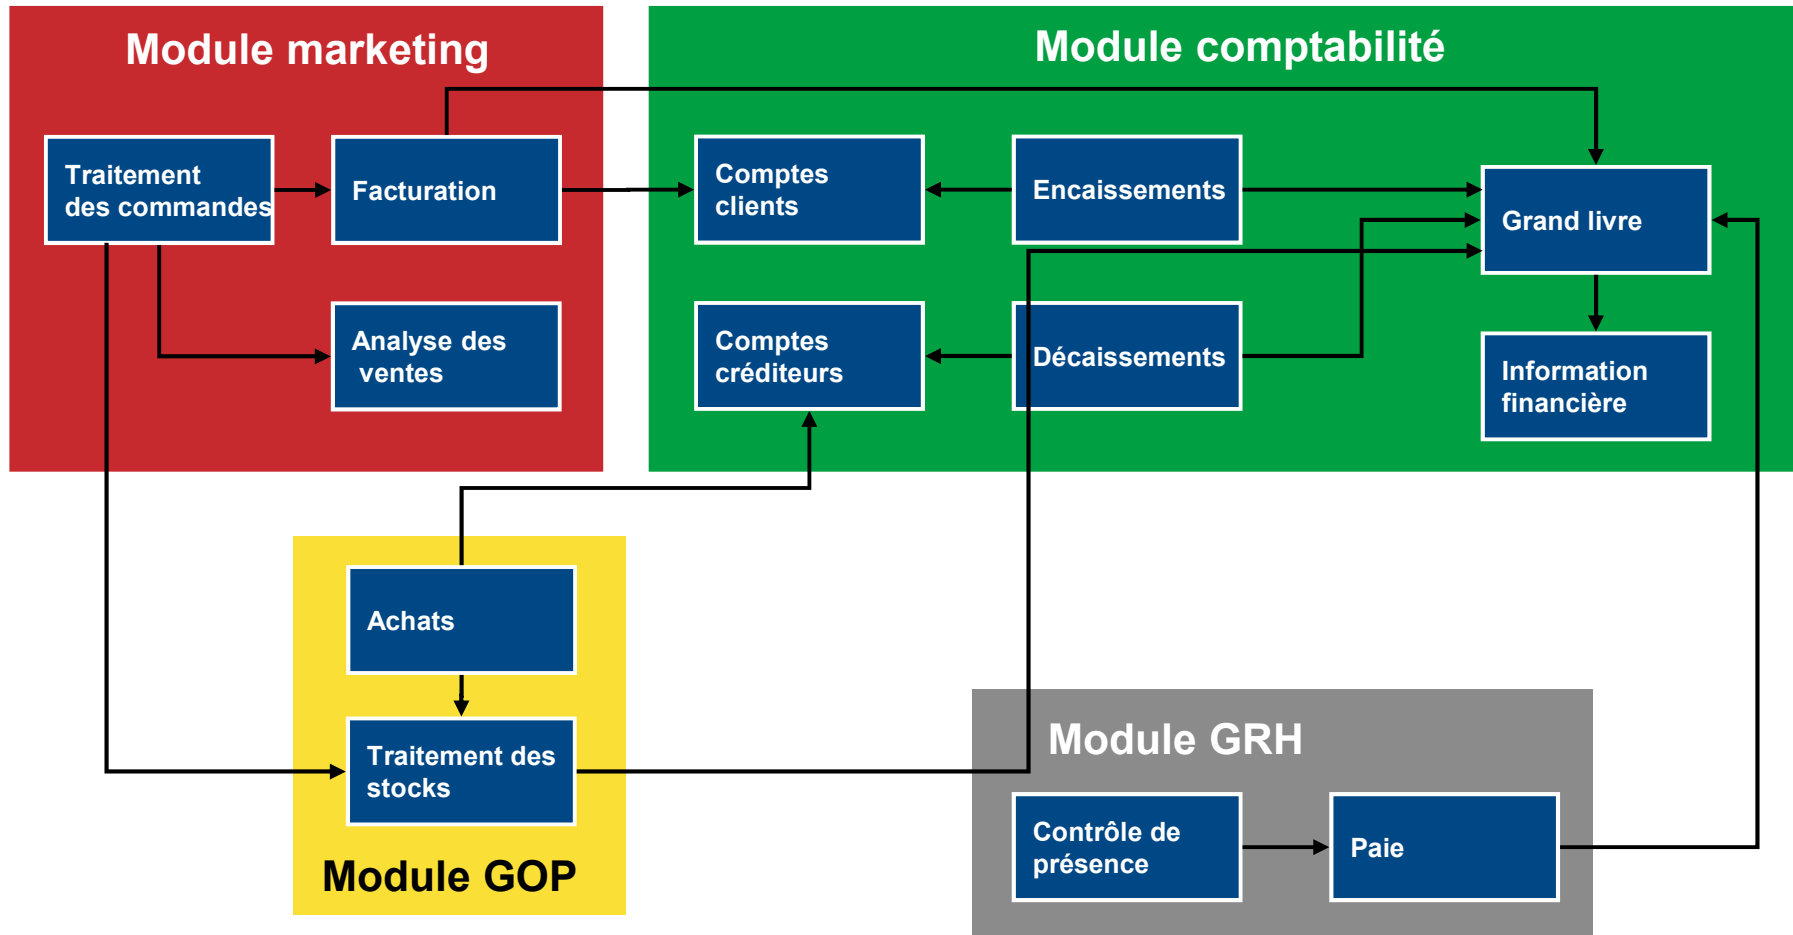 Module marketing
Traitement
des commandes
Facturation
Analyse des
ventes
Module comptabilité
Comptes
clients
Encaissements
Grand livre
Comptes
créditeurs
Décaissements
Information
financière
Achats
Traitement des
stocks
Module GOP
Module GRH
Contrôle de
présence
Paie